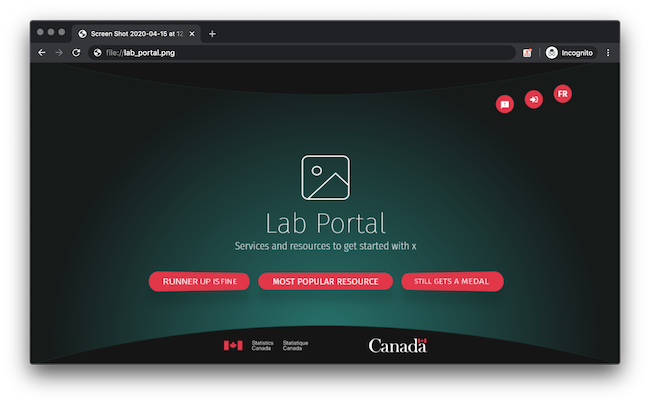 Screen Shot 2020-04-15 at 12
file://lab_portal.png
Incognito
FR
Lab Portal
Services and resources to get started with x
RUNNER UP IS FINE
MOST POPULAR RESOURCE
STILL GETS A MEDAL
Statistics Statistique
Canada Canada
Canada